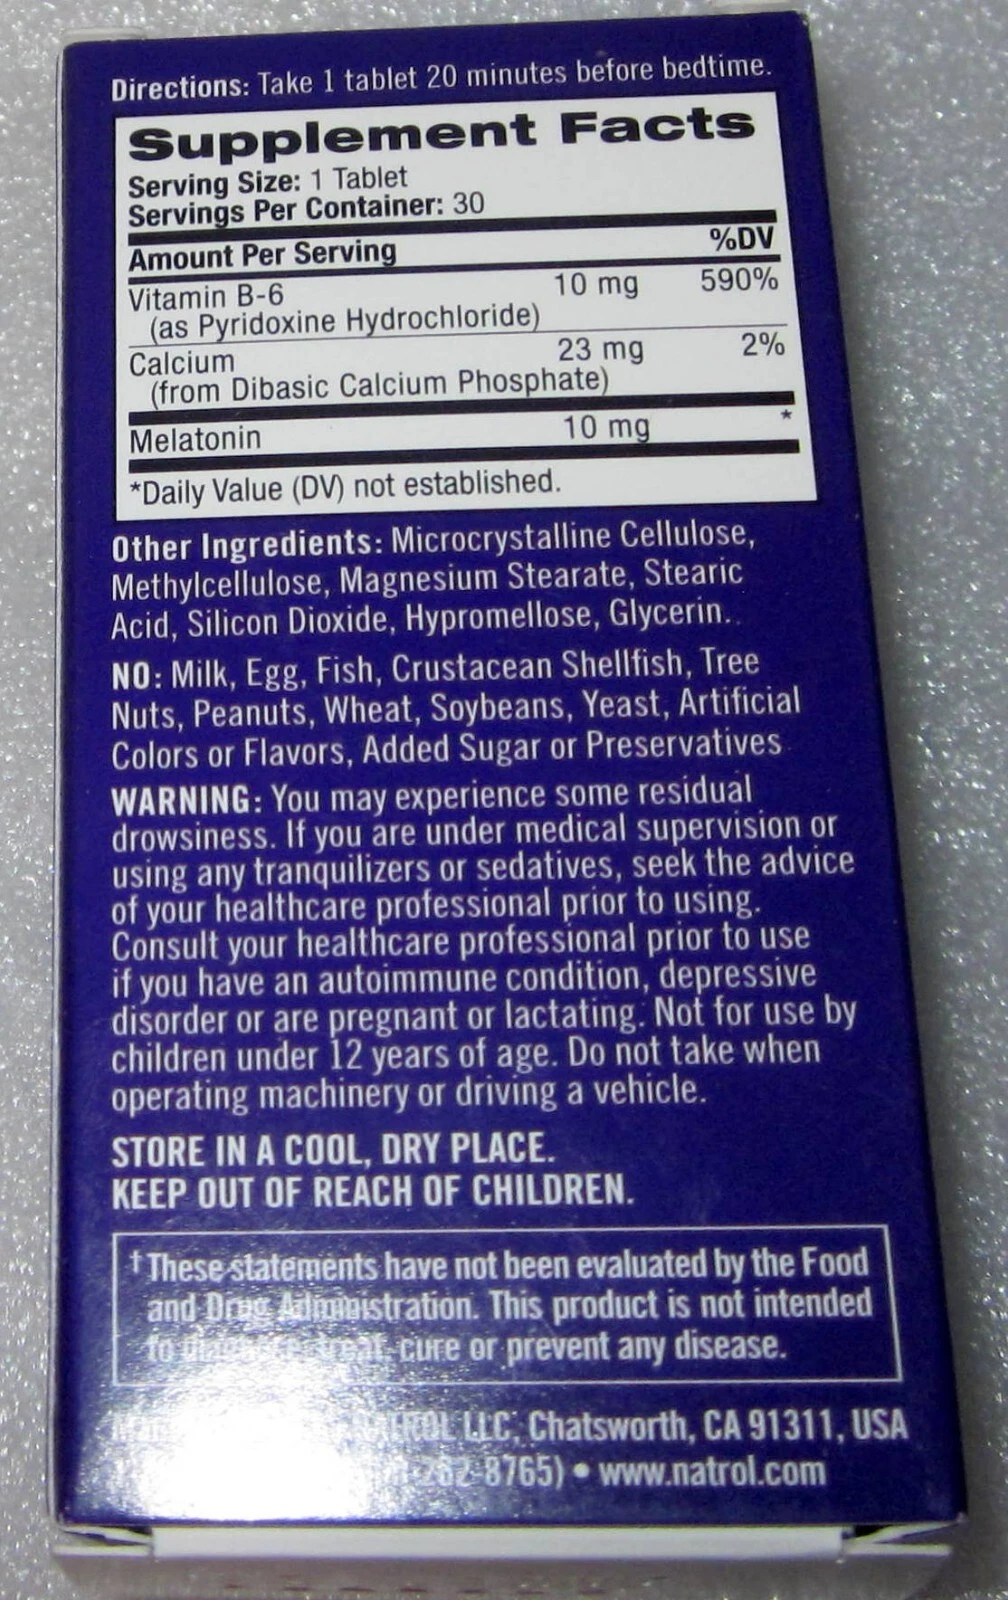 Directions: Take 1 tablet 20 minutes before bedtime.
Supplement Facts
Serving Size: 1 Tablet
Servings Per Container: 30
Amount Per Serving %DV
Vitamin B-6 10 mg 590%
(as Pyridoxine Hydrochloride)
Calcium 23 mg 2%
(from Dibasic Calcium Phosphate)
Melatonin 10 mg *
*Daily Value (DV) not established.
Other Ingredients: Microcrystalline Cellulose,
Methylcellulose, Magnesium Stearate, Stearic
Acid, Silicon Dioxide, Hypromellose, Glycerin..
NO: Milk, Egg, Fish, Crustacean Shellfish, Tree
Nuts, Peanuts, Wheat, Soybeans, Yeast, Artificial
Colors or Flavors, Added Sugar or Preservatives
WARNING: You may experience some residual
drowsiness. If you are under medical supervision or
using any tranquilizers or sedatives, seek the advice
of your healthcare professional prior to using.
Consult your healthcare professional prior to use
if you have an autoimmune condition, depressive
disorder or are pregnant or lactating. Not for use by
children under 12 years of age. Do not take when
operating machinery or driving a vehicle.
STORE IN A COOL, DRY PLACE.
KEEP OUT OF REACH OF CHILDREN.
†These statements have not been evaluated by the Food
and Drug Administration. This product is not intended
to treat, cure or prevent any disease.
NATROL LLC, Chatsworth, CA 91311, USA
282-8765) • www.natrol.com